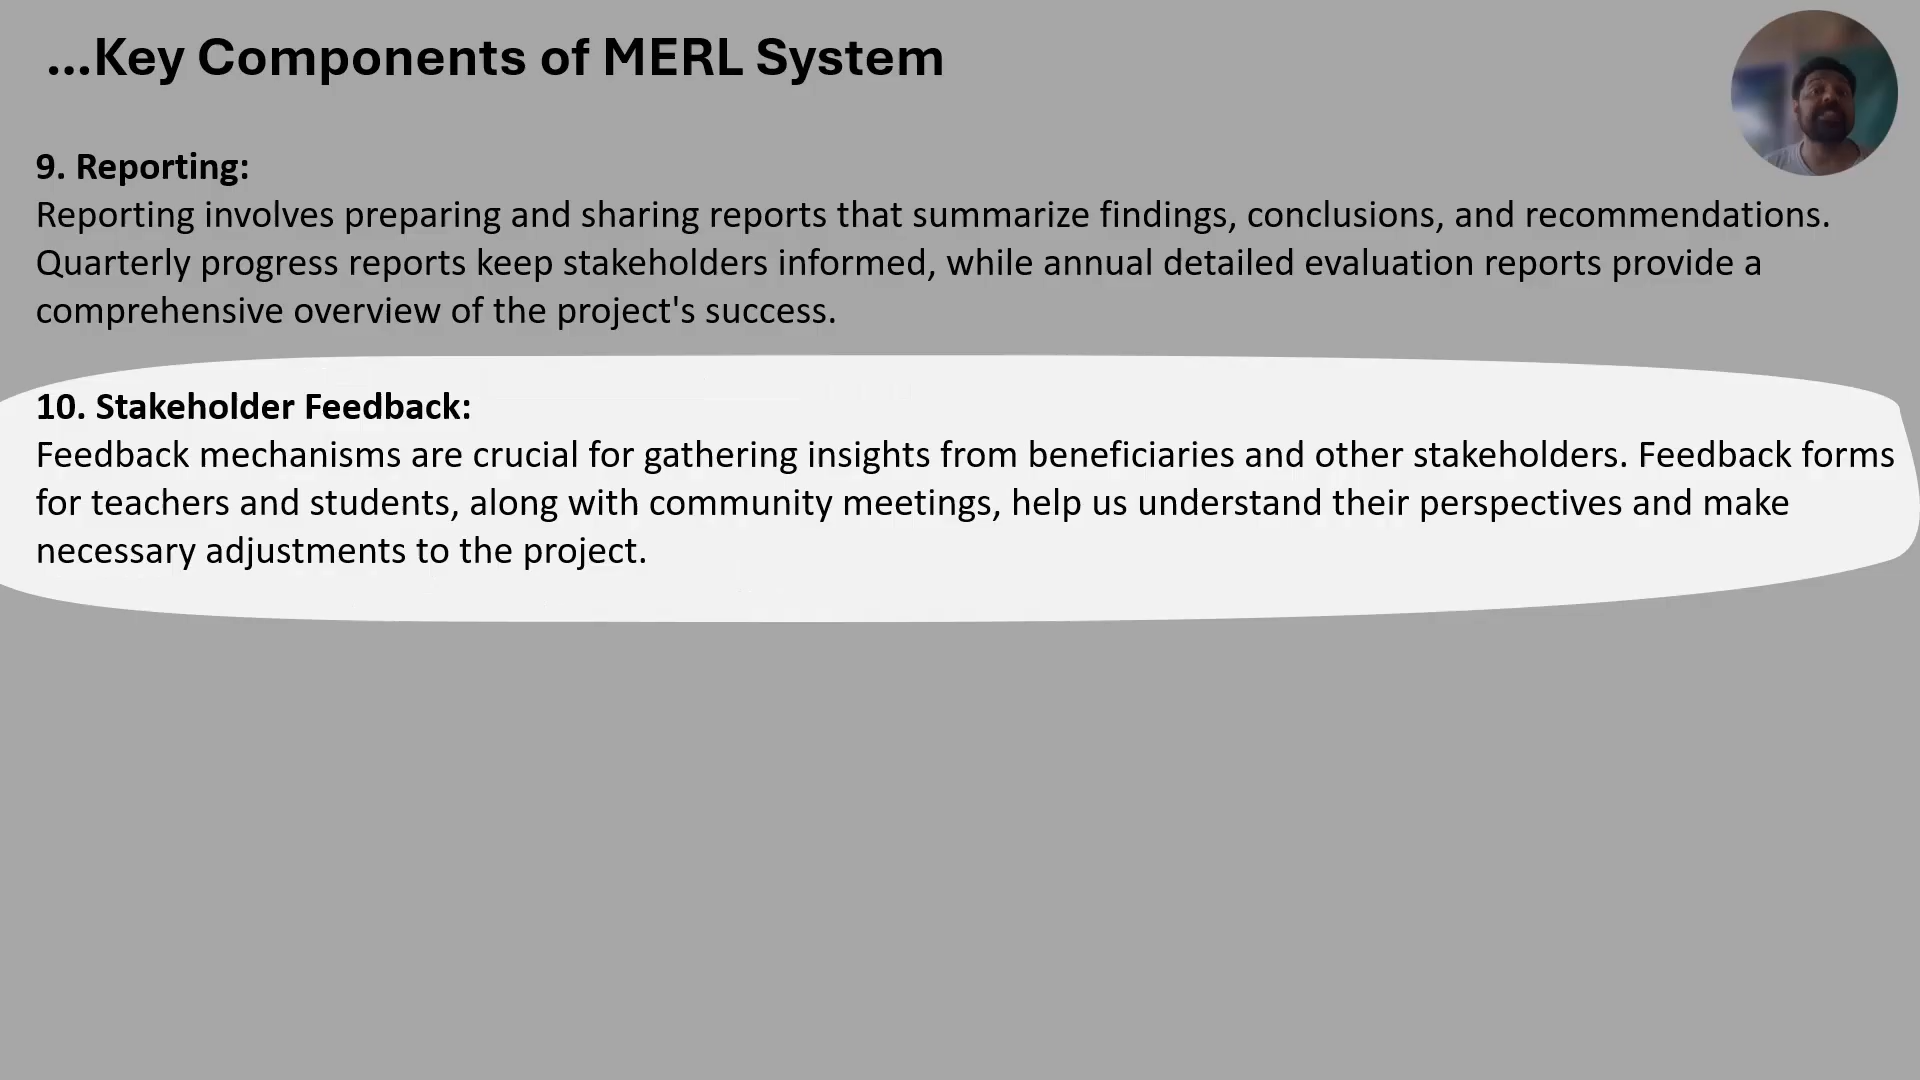 ...Key Components of MERL System
9. Reporting:
Reporting involves preparing and sharing reports that summarize findings, conclusions, and recommendations.
Quarterly progress reports keep stakeholders informed, while annual detailed evaluation reports provide a
comprehensive overview of the project's success.
10. Stakeholder Feedback:
Feedback mechanisms are crucial for gathering insights from beneficiaries and other stakeholders. Feedback forms
for teachers and students, along with community meetings, help us understand their perspectives and make
necessary adjustments to the project.